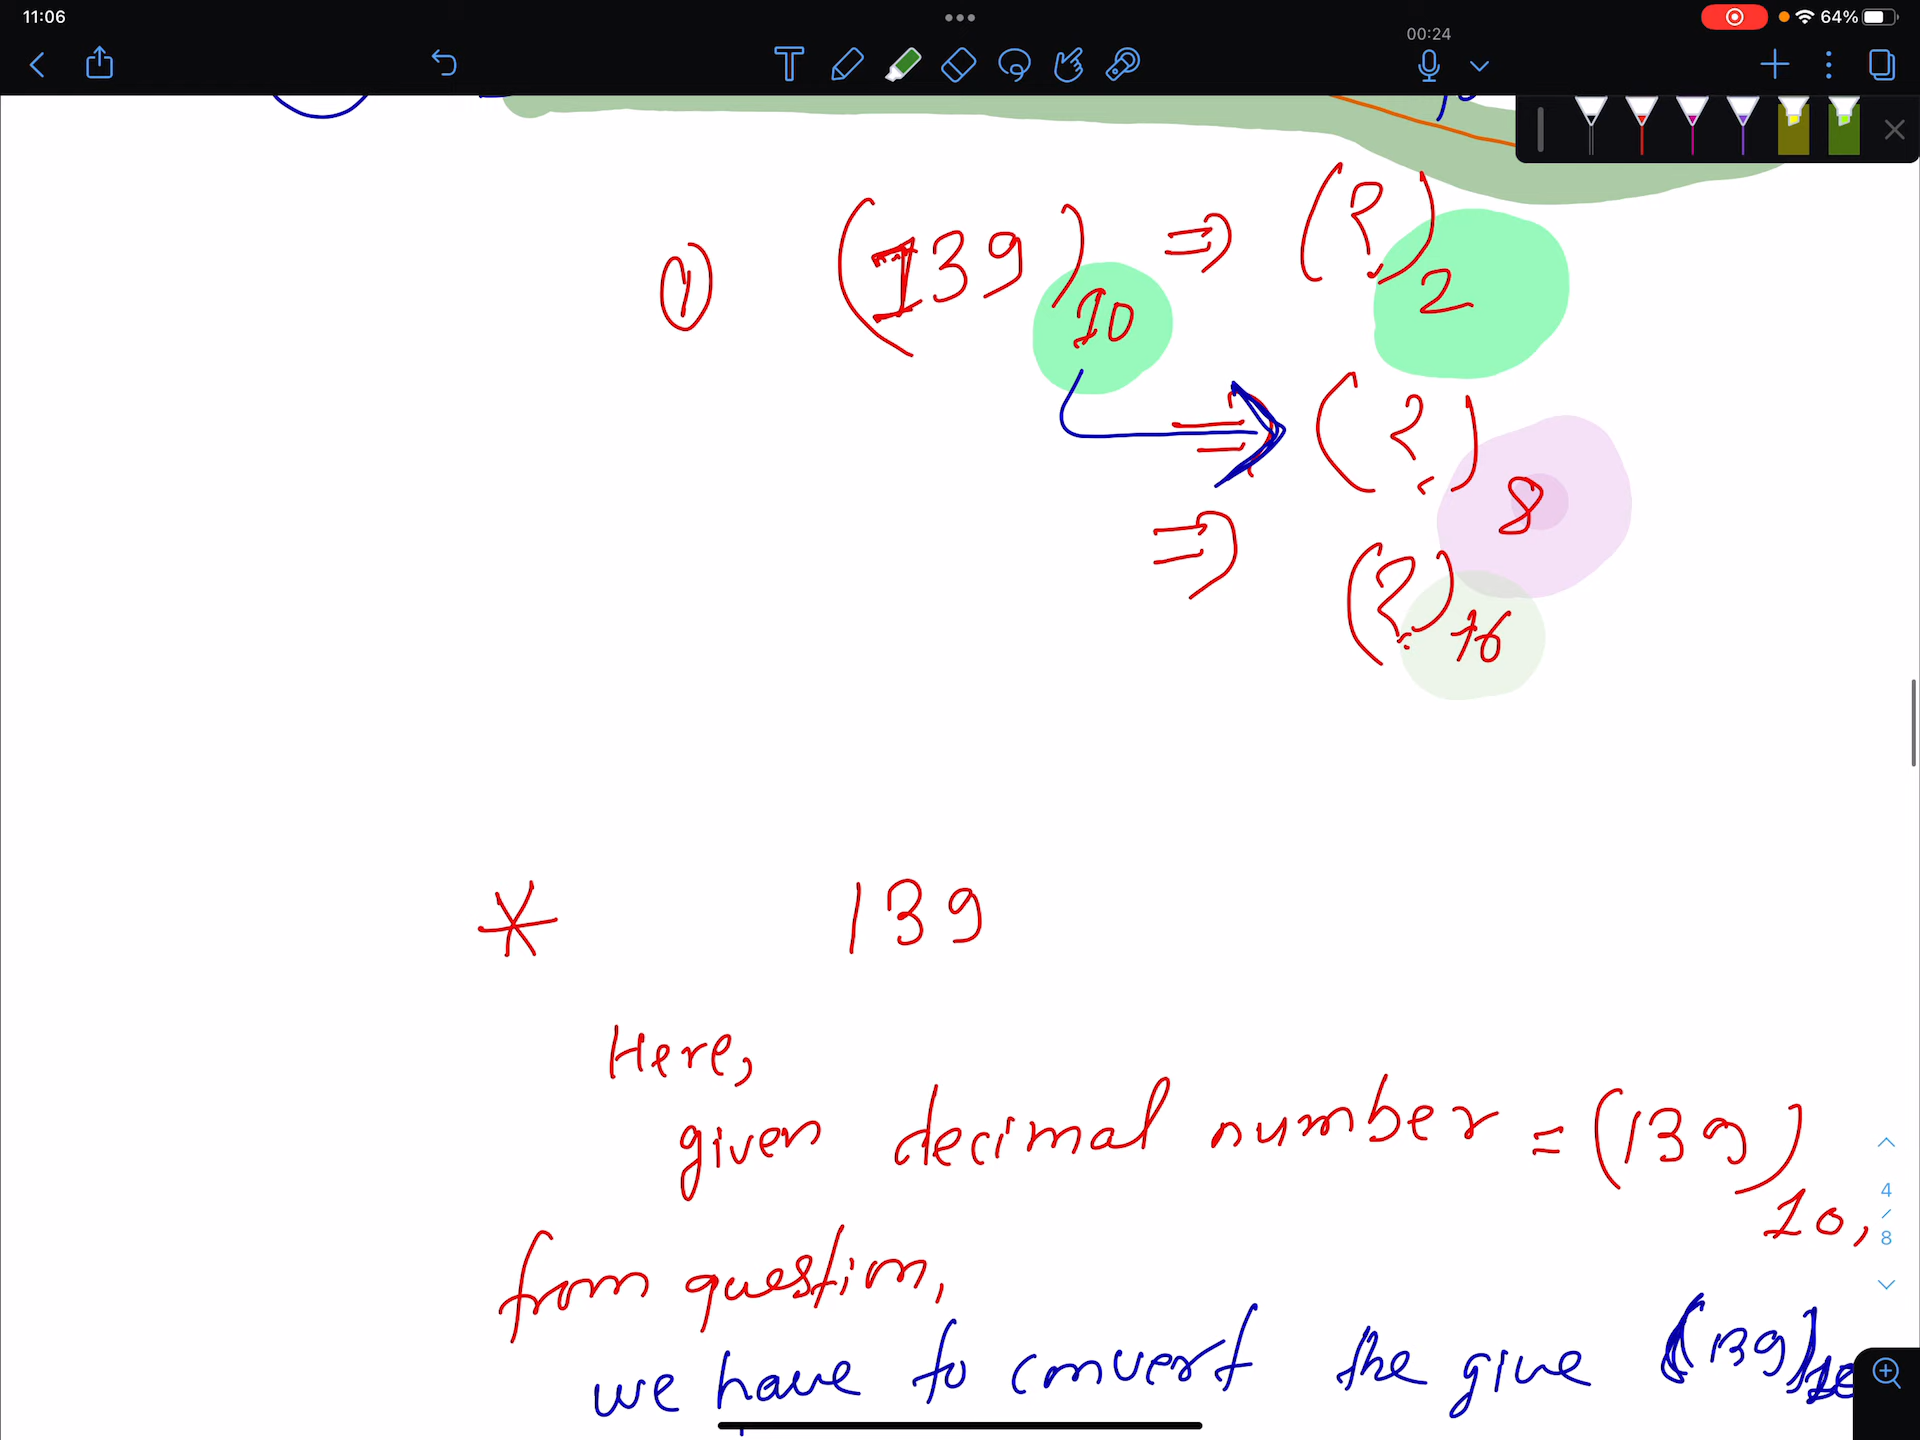 11:06
64%
00:24
① (139)10 ⇒ (?)2
⇒ (?)8
⇒ (?)16
* 139
Here,
given decimal number = (139)10,
from question,
we have to convert the give (139)10
4
/
8